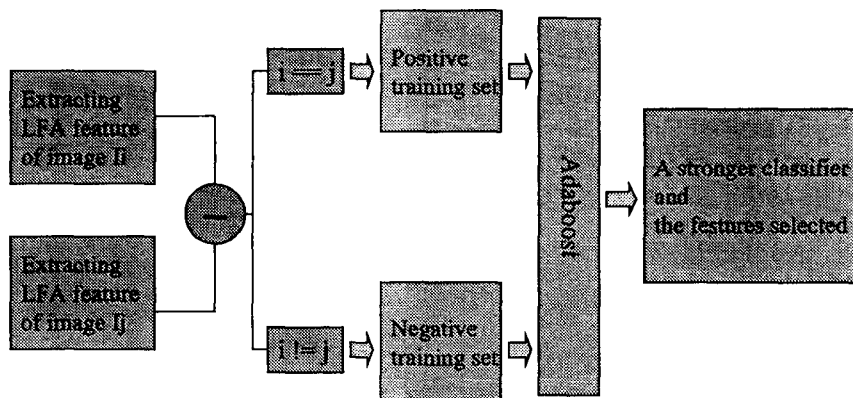 Extracting
LFA feature
of image Ii
Extracting
LFA feature
of image Ij
—
i == j
i != j
Positive
training set
Negative
training set
Adaboost
A stronger classifier
and
the festures selected